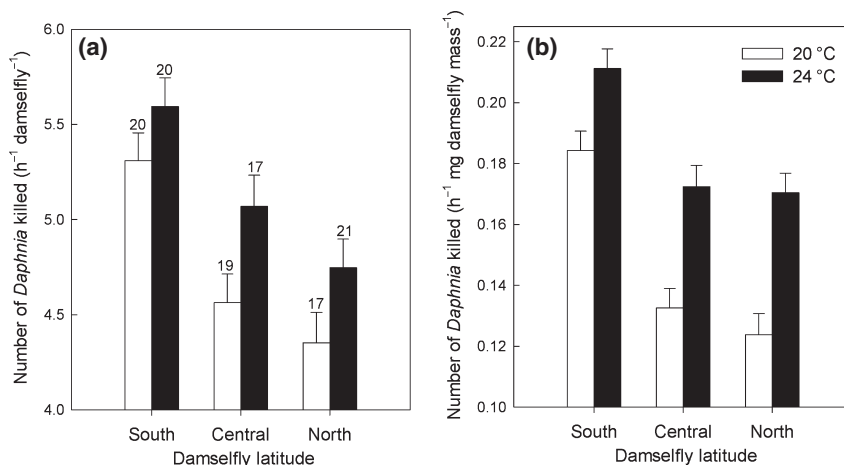 (a)
Number of Daphnia killed (h⁻¹ damselfly⁻¹)
6.0
5.5
5.0
4.5
4.0
20
20
19
17
17
21
South Central North
Damselfly latitude
(b)
Number of Daphnia killed (h⁻¹ mg damselfly mass⁻¹)
0.22
0.20
0.18
0.16
0.14
0.12
0.10
20 °C
24 °C
South Central North
Damselfly latitude